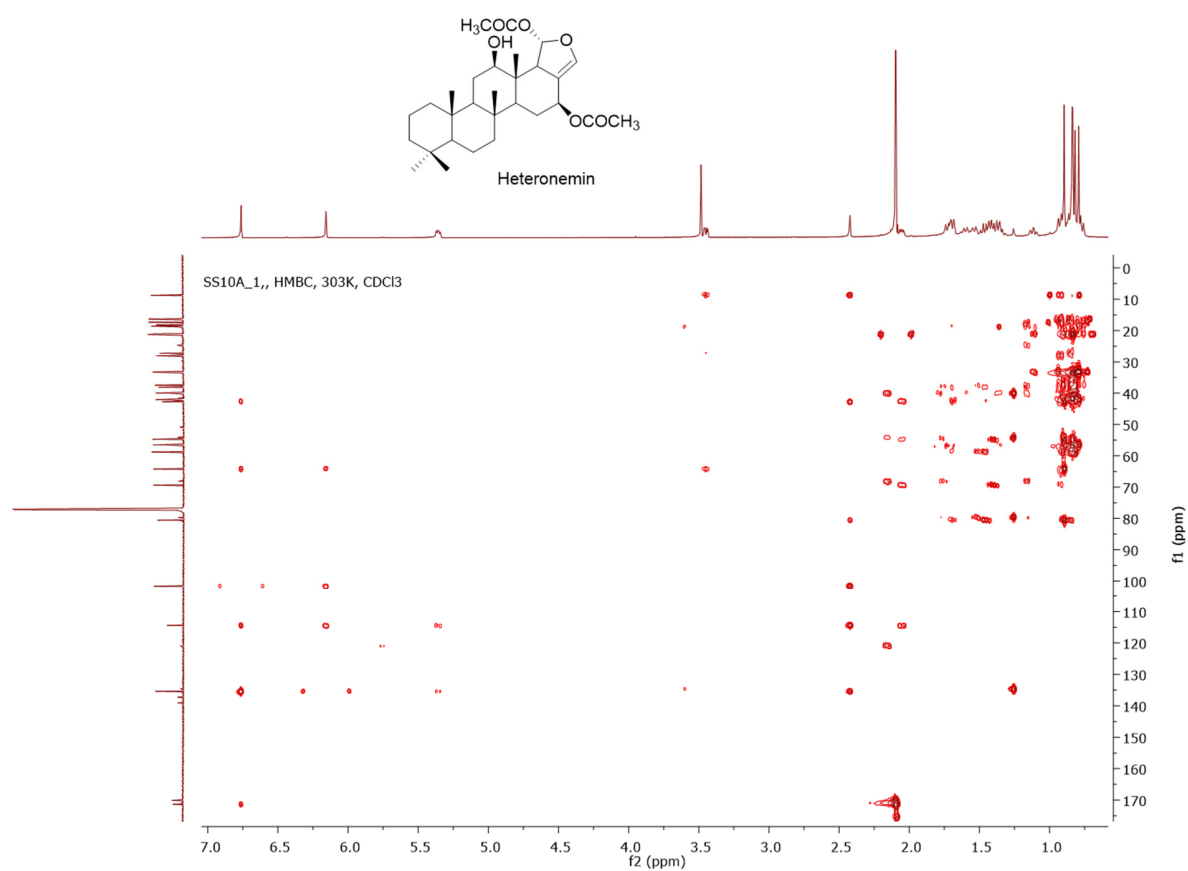 H₃COCO
O
OH
OCOCH₃
Heteronemin
SS10A_1,, HMBC, 303K, CDCl3
0
10
20
30
40
50
60
70
80
90
100
110
120
130
140
150
160
170
f1 (ppm)
7.0 6.5 6.0 5.5 5.0 4.5 4.0 3.5 3.0 2.5 2.0 1.5 1.0
f2 (ppm)